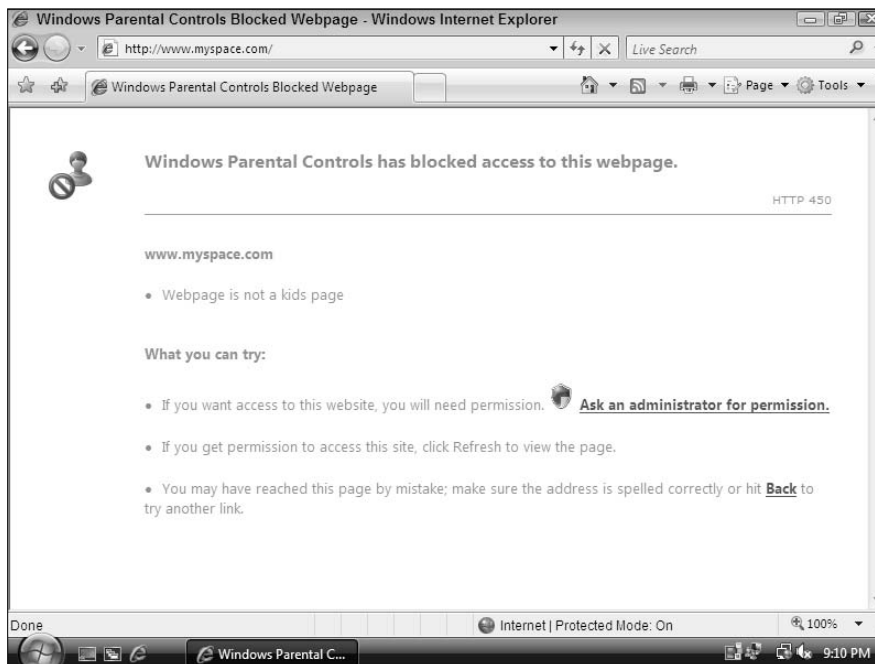 Windows Parental Controls Blocked Webpage - Windows Internet Explorer
http://www.myspace.com/
Live Search
Windows Parental Controls Blocked Webpage
Page
Tools
Windows Parental Controls has blocked access to this webpage.
HTTP 450
www.myspace.com
• Webpage is not a kids page
What you can try:
• If you want access to this website, you will need permission. Ask an administrator for permission.
• If you get permission to access this site, click Refresh to view the page.
• You may have reached this page by mistake; make sure the address is spelled correctly or hit Back to
try another link.
Done
Internet | Protected Mode: On
100%
Windows Parental C...
9:10 PM